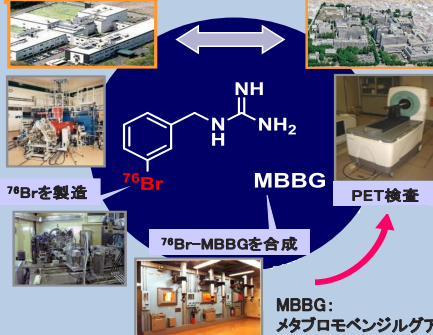 NH
N
H
NH2
76Br
MBBG
76Brを製造
PET検査
76Br-MBBGを合成
MBBG:
メタブロモベンジルグア